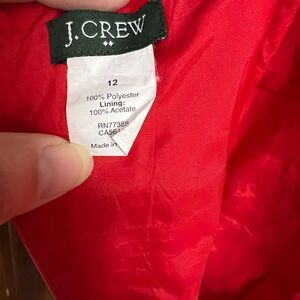 J.CREW
12
100% Polyester
Lining:
100% Acetate
RN77388
Made in